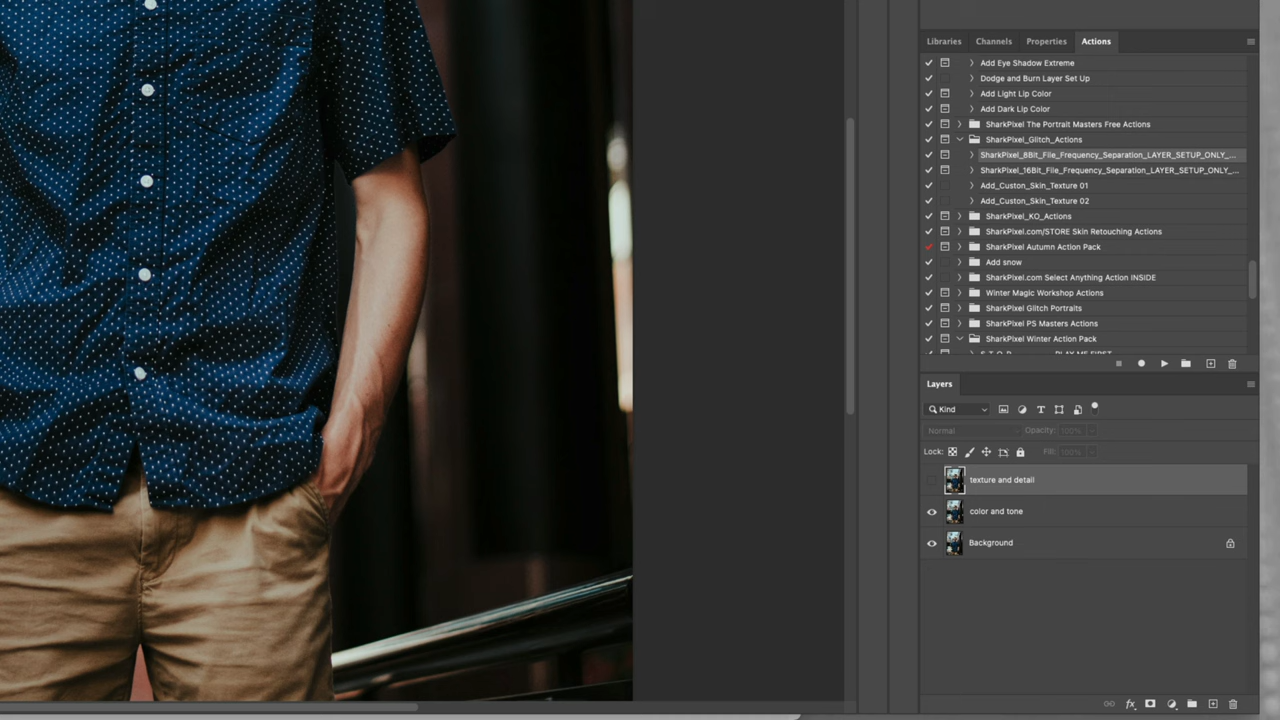 Libraries Channels Properties Actions
Add Eye Shadow Extreme
Dodge and Burn Layer Set Up
Add Light Lip Color
Add Dark Lip Color
SharkPixel The Portrait Masters Free Actions
SharkPixel_Glitch_Actions
SharkPixel_8Bit_File_Frequency_Separation_LAYER_SETUP_ONLY_...
SharkPixel_16Bit_File_Frequency_Separation_LAYER_SETUP_ONLY_...
Add_Custon_Skin_Texture 01
Add_Custon_Skin_Texture 02
SharkPixel_KO_Actions
SharkPixel.com/STORE Skin Retouching Actions
SharkPixel Autumn Action Pack
Add snow
SharkPixel.com Select Anything Action INSIDE
Winter Magic Workshop Actions
SharkPixel Glitch Portraits
SharkPixel PS Masters Actions
SharkPixel Winter Action Pack
Layers
Kind
Normal Opacity: 100%
Lock: Fill: 100%
texture and detail
color and tone
Background
fx